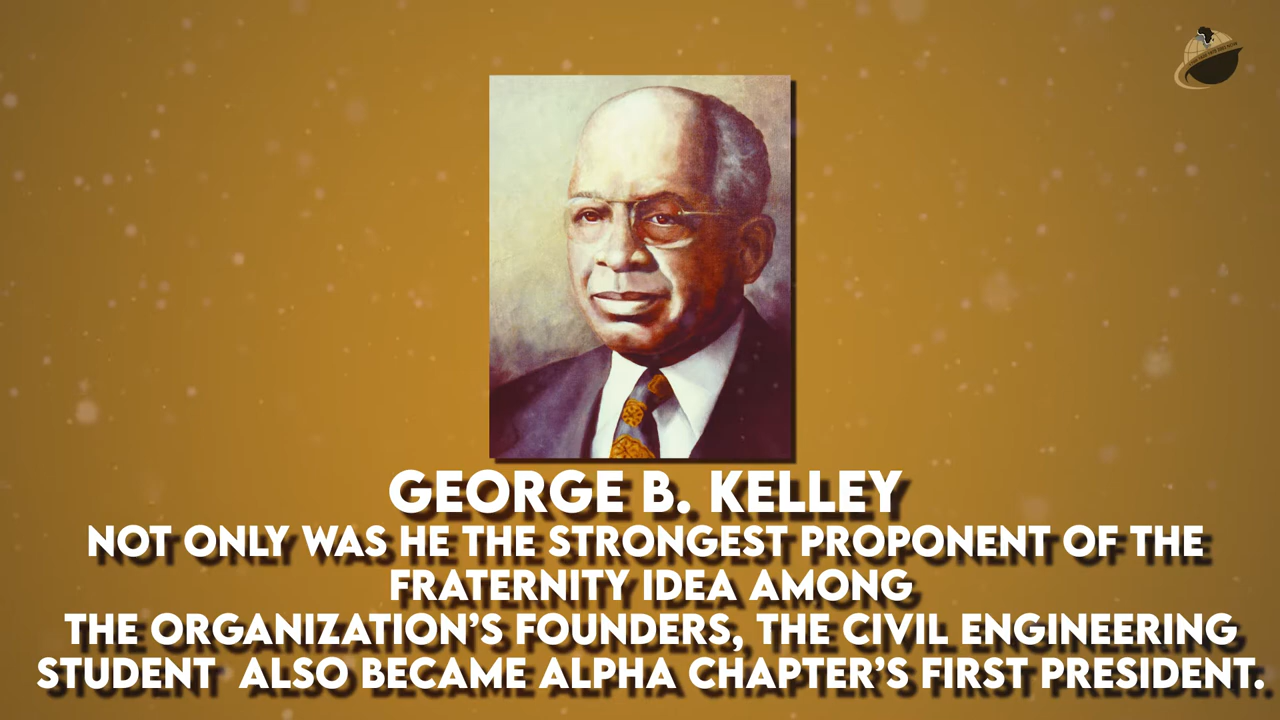 GEORGE B. KELLEY
NOT ONLY WAS HE THE STRONGEST PROPONENT OF THE
FRATERNITY IDEA AMONG
THE ORGANIZATION’S FOUNDERS, THE CIVIL ENGINEERING
STUDENT ALSO BECAME ALPHA CHAPTER’S FIRST PRESIDENT.